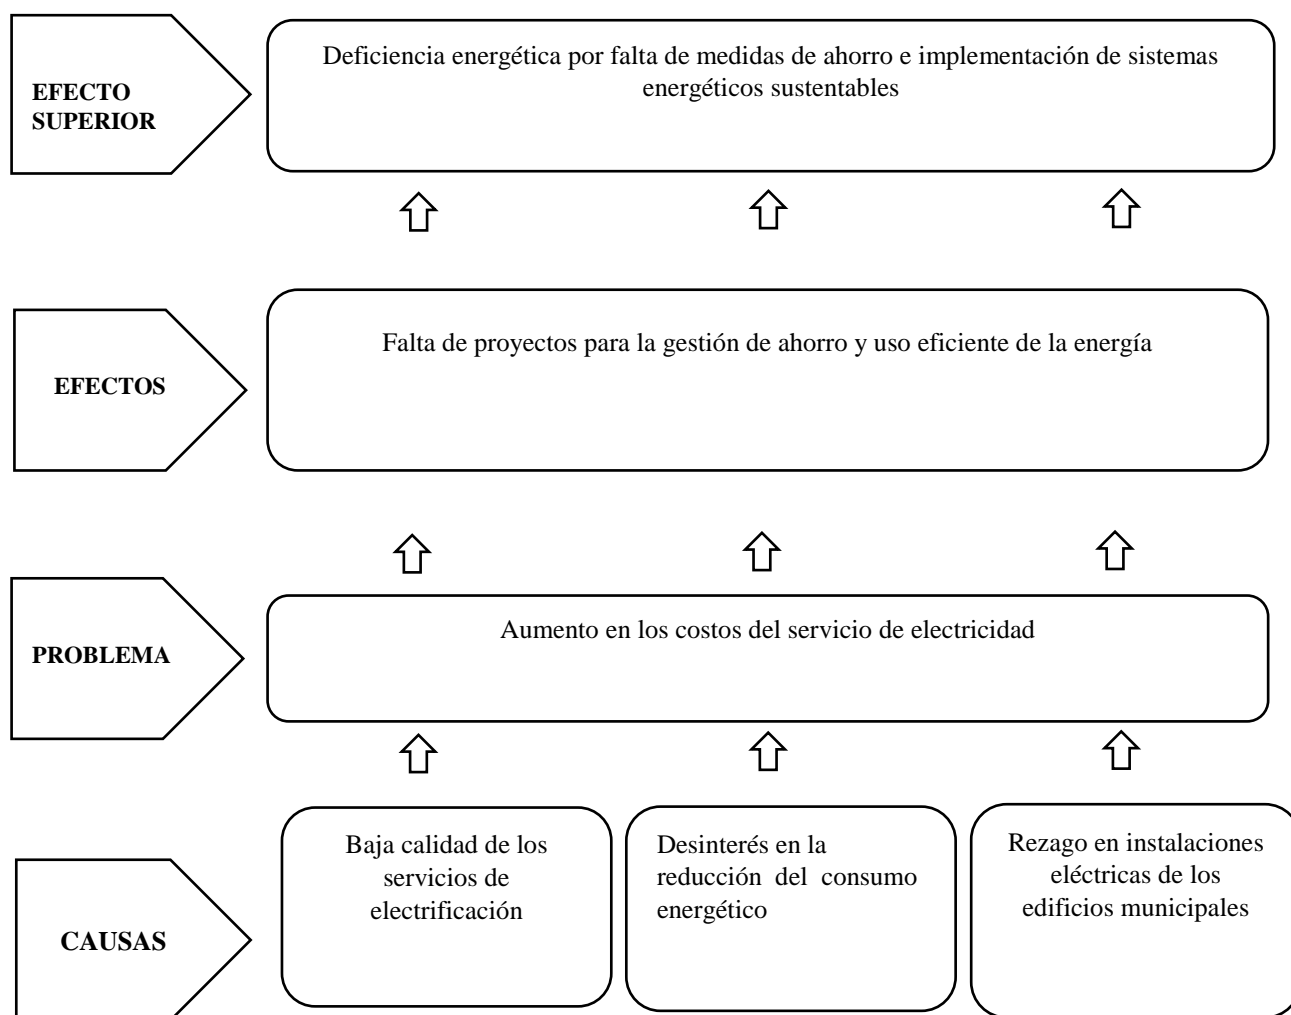 EFECTO
SUPERIOR
Deficiencia energética por falta de medidas de ahorro e implementación de sistemas
energéticos sustentables
EFECTOS
Falta de proyectos para la gestión de ahorro y uso eficiente de la energía
PROBLEMA
Aumento en los costos del servicio de electricidad
CAUSAS
Baja calidad de los
servicios de
electrificación
Desinterés en la
reducción del consumo
energético
Rezago en instalaciones
eléctricas de los
edificios municipales